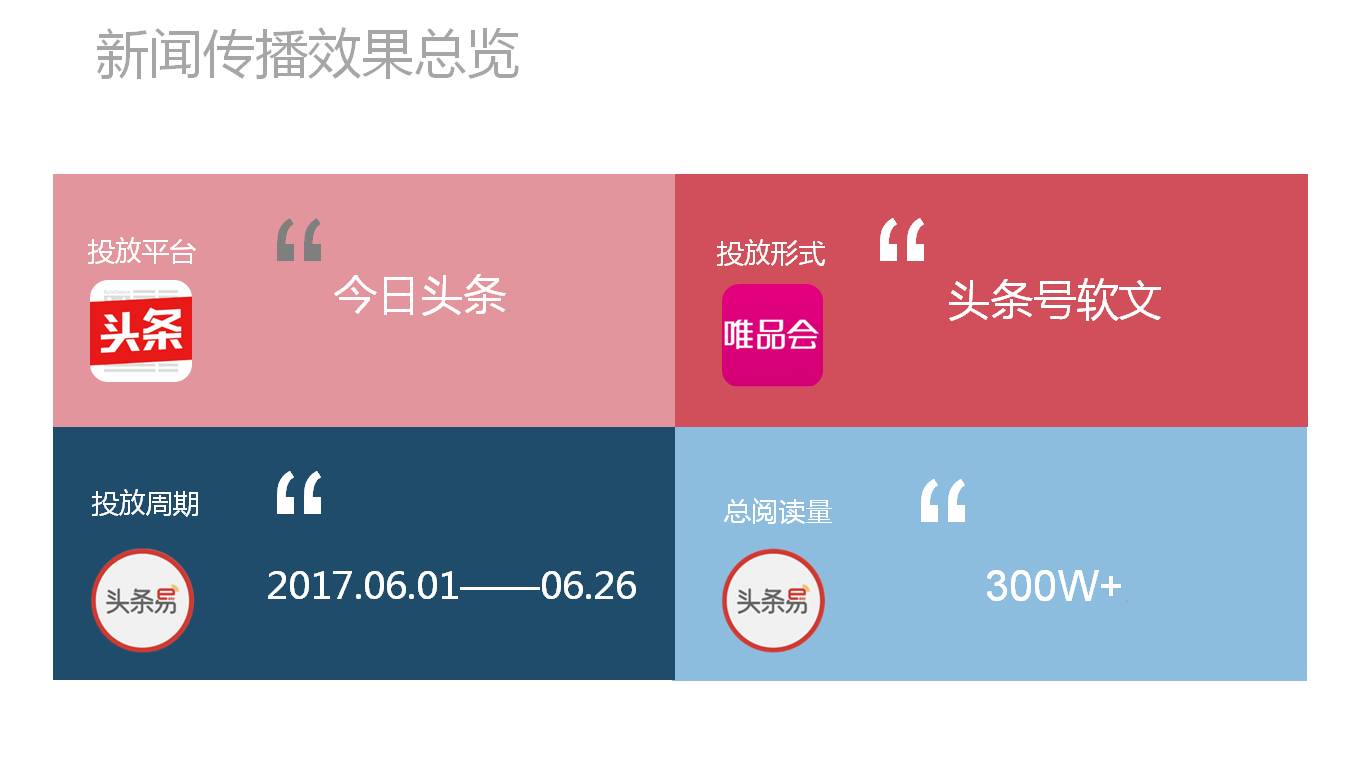 新闻传播效果总览
投放平台
“
今日头条
头条
投放形式
“
头条号软文
唯品会
投放周期
“
2017.06.01——06.26
头条易
总阅读量
“
300W+
头条易